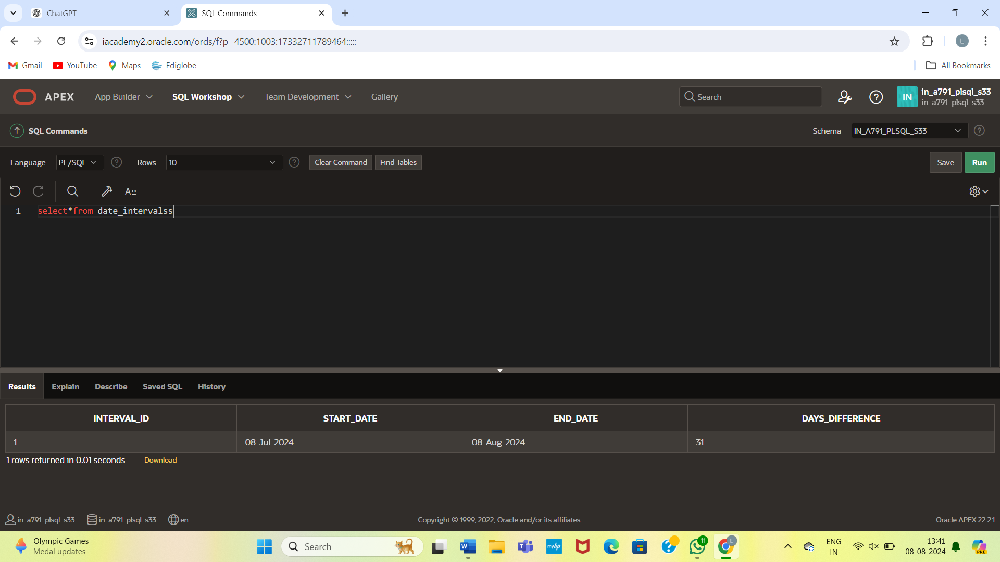 ChatGPT
SQL Commands
iacademy2.oracle.com/ords/f?p=4500:1003:17332711789464:::::
L
Gmail
YouTube
Maps
Ediglobe
All Bookmarks
APEX
App Builder
SQL Workshop
Team Development
Gallery
Search
IN
in_a791_plsql_s33
in_a791_plsql_s33
SQL Commands
Schema
IN_A791_PLSQL_S33
Language
PL/SQL
Rows
10
Clear Command
Find Tables
Save
Run
A::
1 select*from date_intervalss
Results
Explain
Describe
Saved SQL
History
INTERVAL_ID START_DATE END_DATE DAYS_DIFFERENCE
1 08-Jul-2024 08-Aug-2024 31
1 rows returned in 0.01 seconds Download
in_a791_plsql_s33
in_a791_plsql_s33
en
Copyright © 1999, 2022, Oracle and/or its affiliates.
Oracle APEX 22.2.1
Olympic Games
Medal updates
Search
W
myhp
11
L
ENG
IN
13:41
08-08-2024
PRE